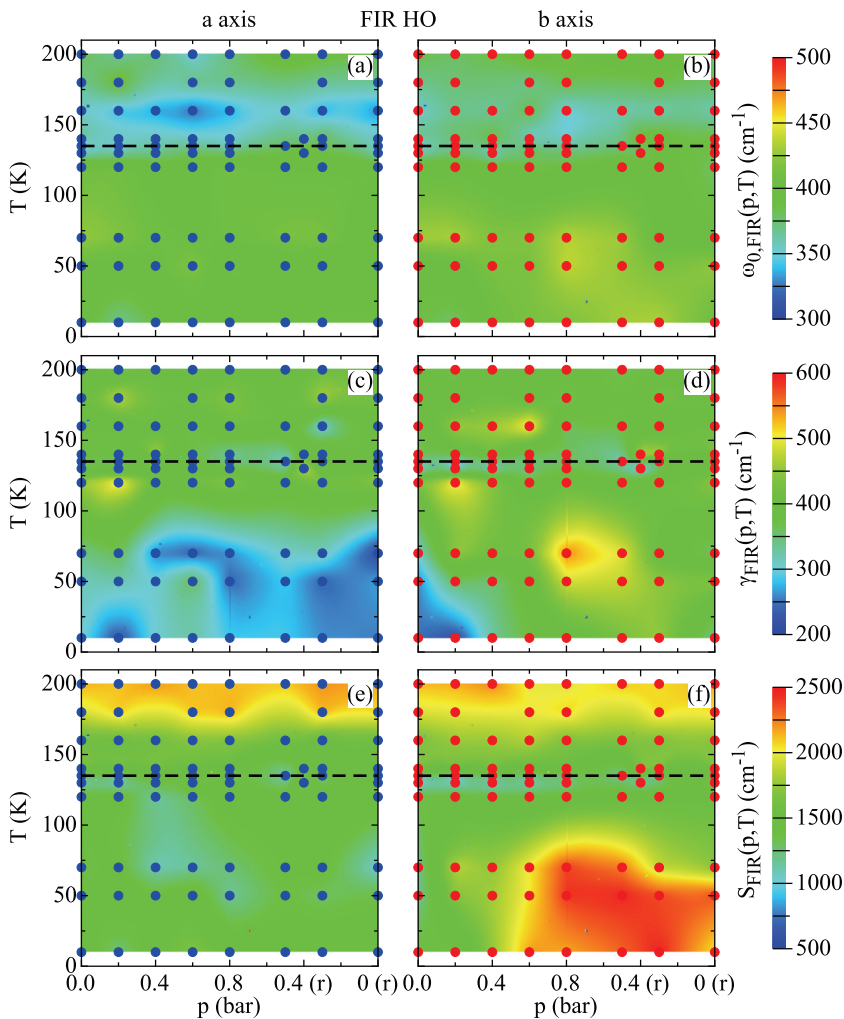 a axis FIR HO b axis
200
150
100
50
0
T (K)
(a)
(b)
500
450
400
350
300
ω0,FIR(p,T) (cm-1)
200
150
100
50
0
T (K)
(c)
(d)
600
500
400
300
200
γFIR(p,T) (cm-1)
200
150
100
50
0
T (K)
(e)
(f)
2500
2000
1500
1000
500
SFIR(p,T) (cm-1)
0.0 0.4 0.8 0.4 (r) 0 (r)
0.0 0.4 0.8 0.4 (r) 0 (r)
p (bar) p (bar)